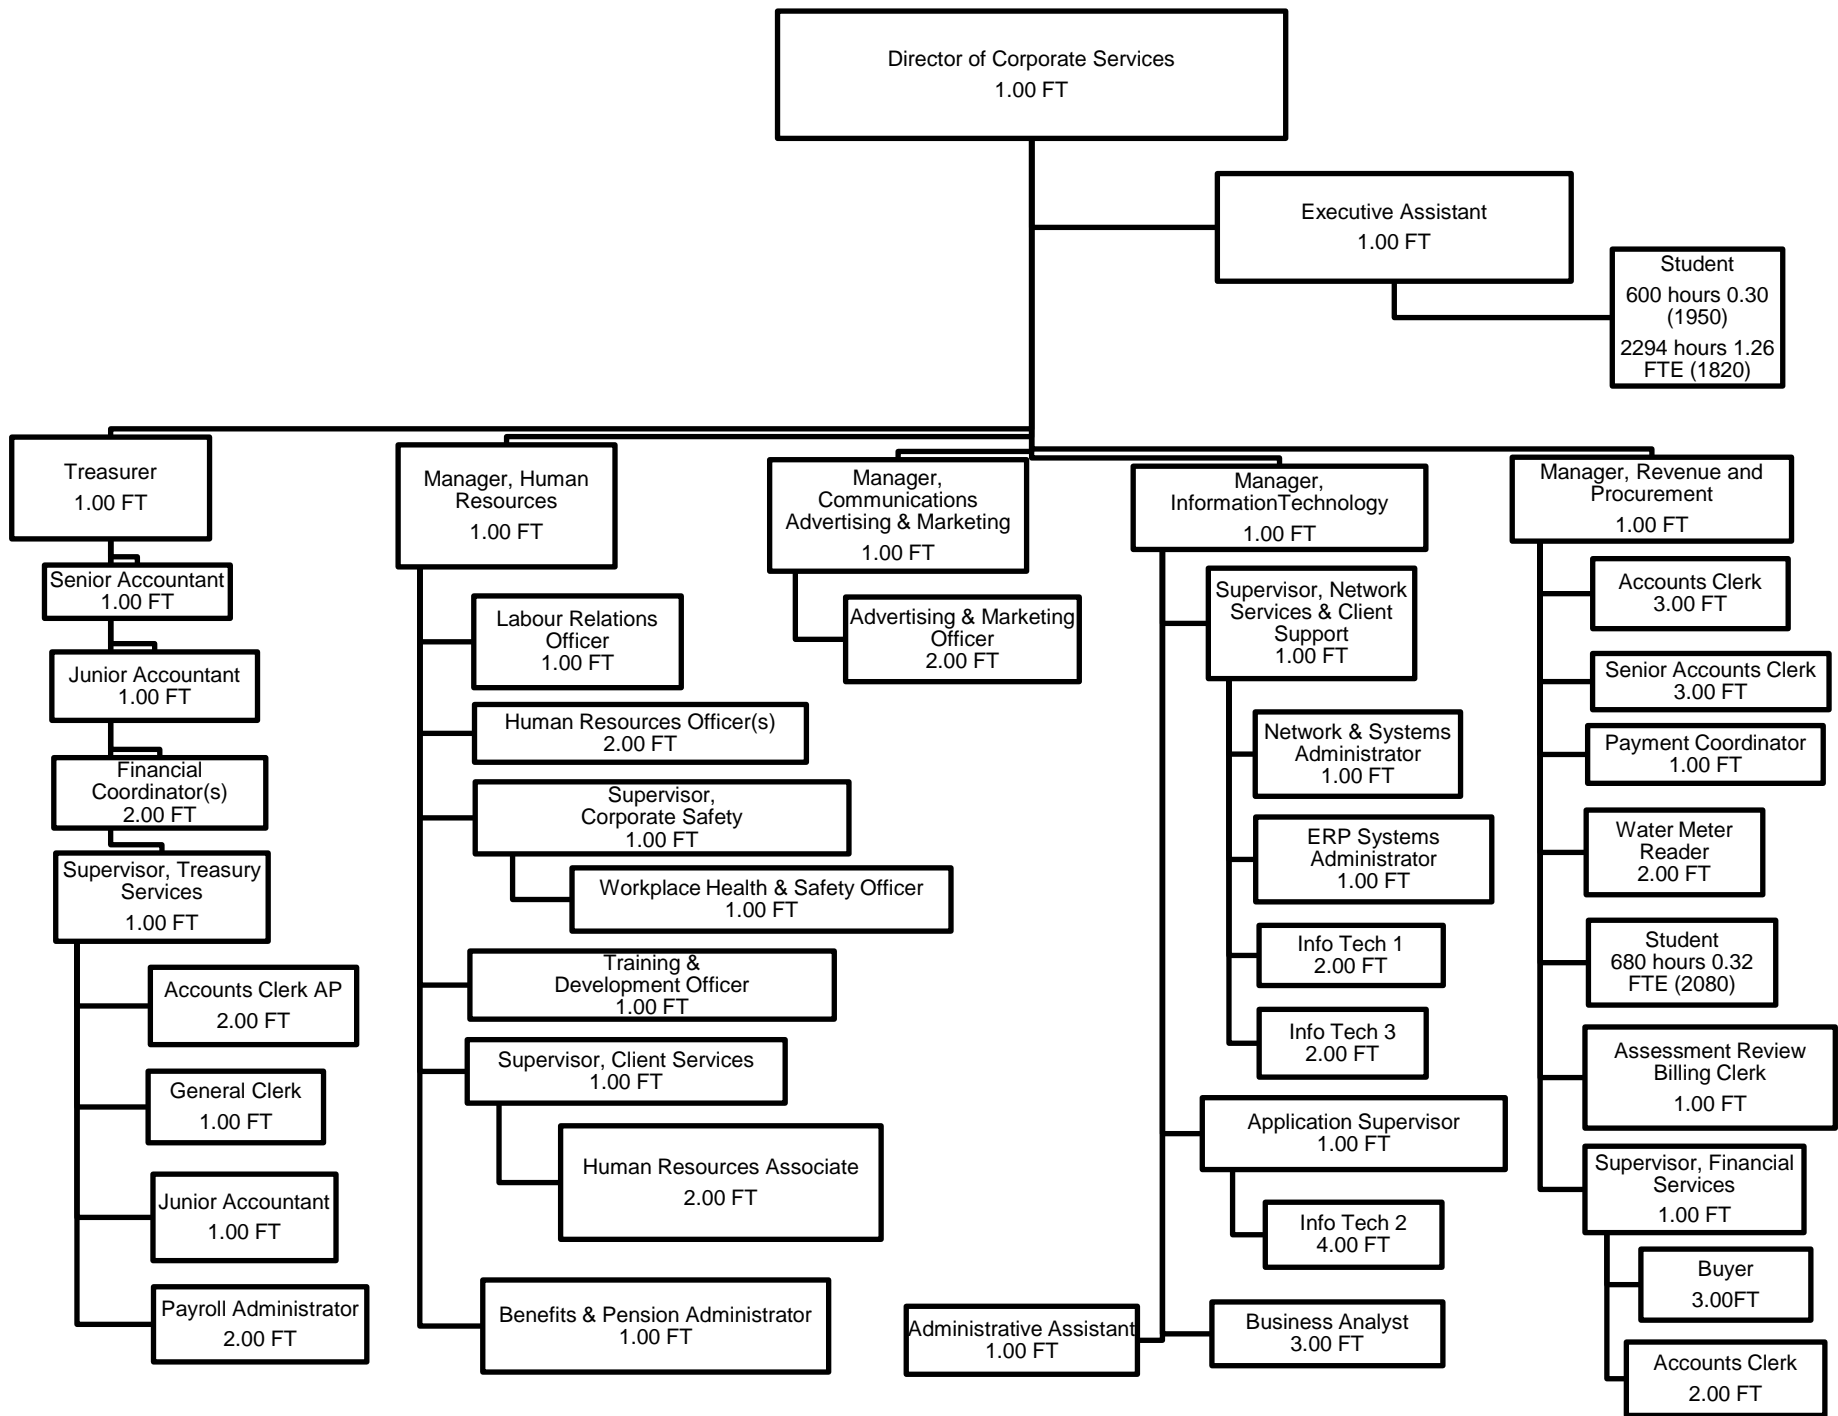 Director of Corporate Services
1.00 FT
Executive Assistant
1.00 FT
Student
600 hours 0.30
(1950)
2294 hours 1.26
FTE (1820)
Treasurer
1.00 FT
Senior Accountant
1.00 FT
Junior Accountant
1.00 FT
Financial
Coordinator(s)
2.00 FT
Supervisor, Treasury
Services
1.00 FT
Accounts Clerk AP
2.00 FT
General Clerk
1.00 FT
Junior Accountant
1.00 FT
Payroll Administrator
2.00 FT
Manager, Human
Resources
1.00 FT
Labour Relations
Officer
1.00 FT
Human Resources Officer(s)
2.00 FT
Supervisor,
Corporate Safety
1.00 FT
Workplace Health & Safety Officer
1.00 FT
Training &
Development Officer
1.00 FT
Supervisor, Client Services
1.00 FT
Human Resources Associate
2.00 FT
Benefits & Pension Administrator
1.00 FT
Manager,
Communications
Advertising & Marketing
1.00 FT
Advertising & Marketing
Officer
2.00 FT
Manager,
InformationTechnology
1.00 FT
Supervisor, Network
Services & Client
Support
1.00 FT
Network & Systems
Administrator
1.00 FT
ERP Systems
Administrator
1.00 FT
Info Tech 1
2.00 FT
Info Tech 3
2.00 FT
Application Supervisor
1.00 FT
Info Tech 2
4.00 FT
Administrative Assistant
1.00 FT
Business Analyst
3.00 FT
Manager, Revenue and
Procurement
1.00 FT
Accounts Clerk
3.00 FT
Senior Accounts Clerk
3.00 FT
Payment Coordinator
1.00 FT
Water Meter
Reader
2.00 FT
Student
680 hours 0.32
FTE (2080)
Assessment Review
Billing Clerk
1.00 FT
Supervisor, Financial
Services
1.00 FT
Buyer
3.00FT
Accounts Clerk
2.00 FT